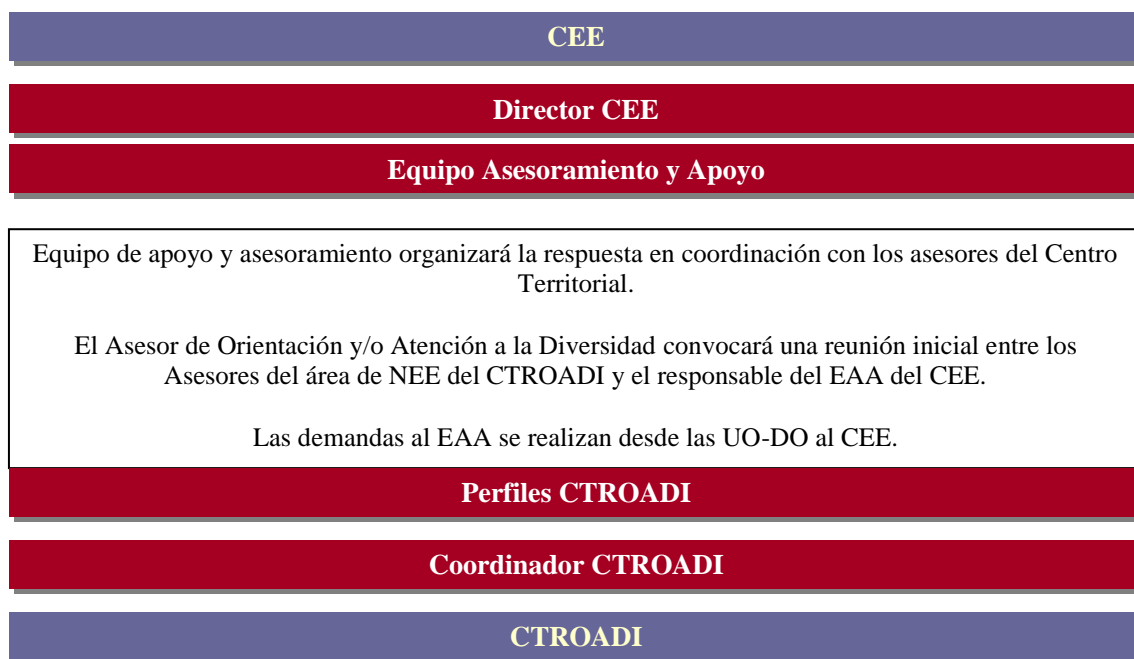 CEE
Director CEE
Equipo Asesoramiento y Apoyo
Equipo de apoyo y asesoramiento organizará la respuesta en coordinación con los asesores del Centro
Territorial.
El Asesor de Orientación y/o Atención a la Diversidad convocará una reunión inicial entre los
Asesores del área de NEE del CTROADI y el responsable del EAA del CEE.
Las demandas al EAA se realizan desde las UO-DO al CEE.
Perfiles CTROADI
Coordinador CTROADI
CTROADI